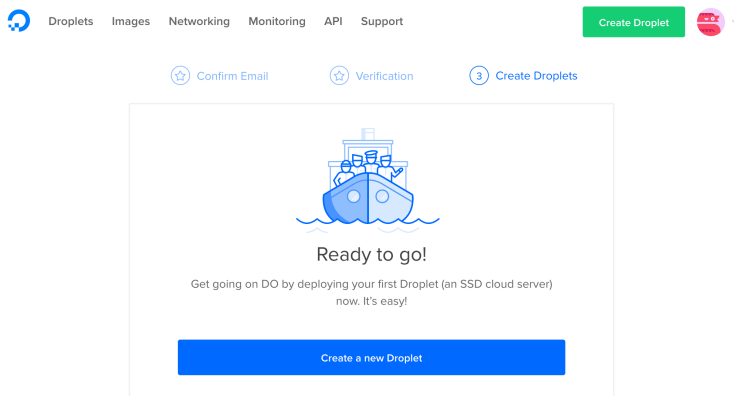 Droplets Images Networking Monitoring API Support Create Droplet
Confirm Email Verification 3 Create Droplets
Ready to go!
Get going on DO by deploying your first Droplet (an SSD cloud server)
now. It's easy!
Create a new Droplet